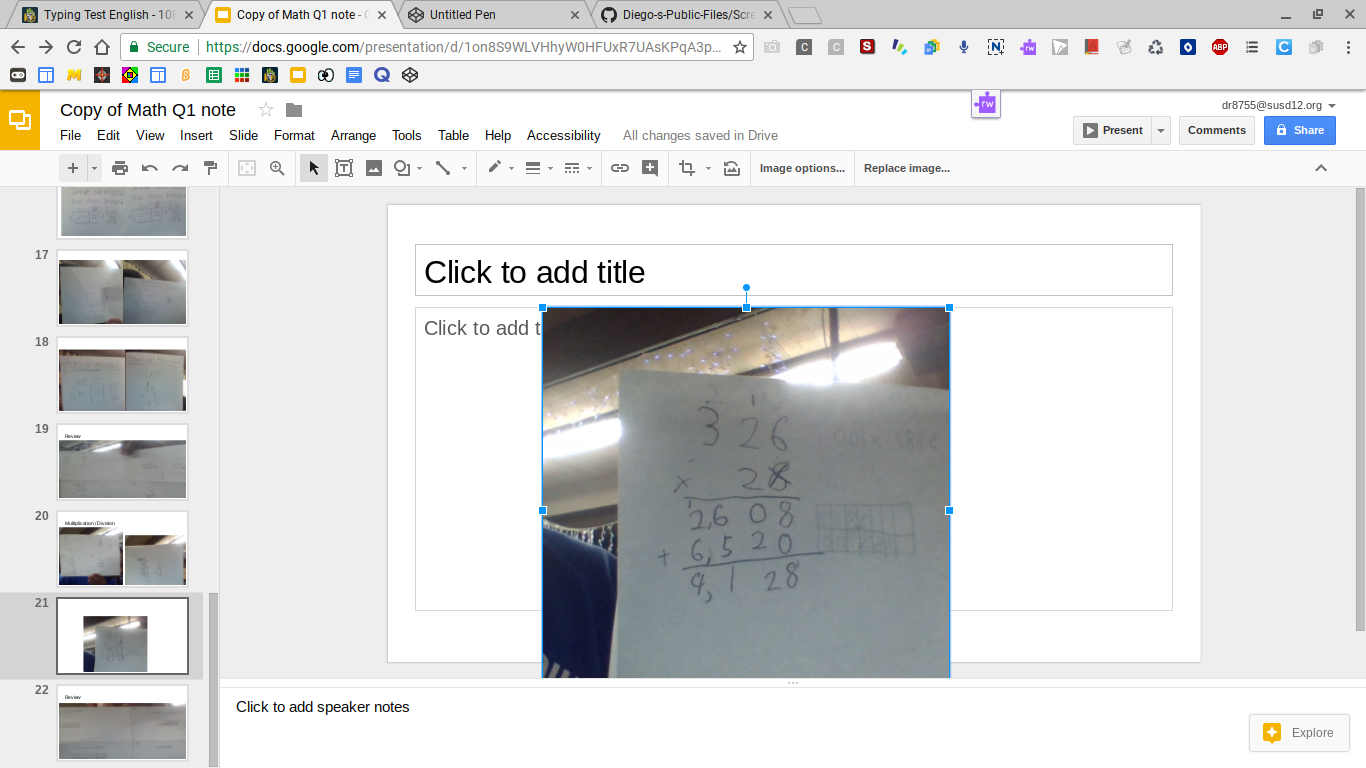 Typing Test English - 10F
Copy of Math Q1 note - G
Untitled Pen
Diego-s-Public-Files/Scre
Secure
https://docs.google.com/presentation/d/1on8S9WLVHhyW0HFUxR7UAsKPqA3p...
Copy of Math Q1 note
dr8755@susd12.org
File Edit View Insert Slide Format Arrange Tools Table Help Accessibility All changes saved in Drive
Present
Comments
Share
Image options...
Replace image...
17
18
19
Review
20
Multiplication / Division
21
22
Review
Click to add title
Click to add t
1
326
x 28
2,608
+ 6,520
9,128
Click to add speaker notes
Explore